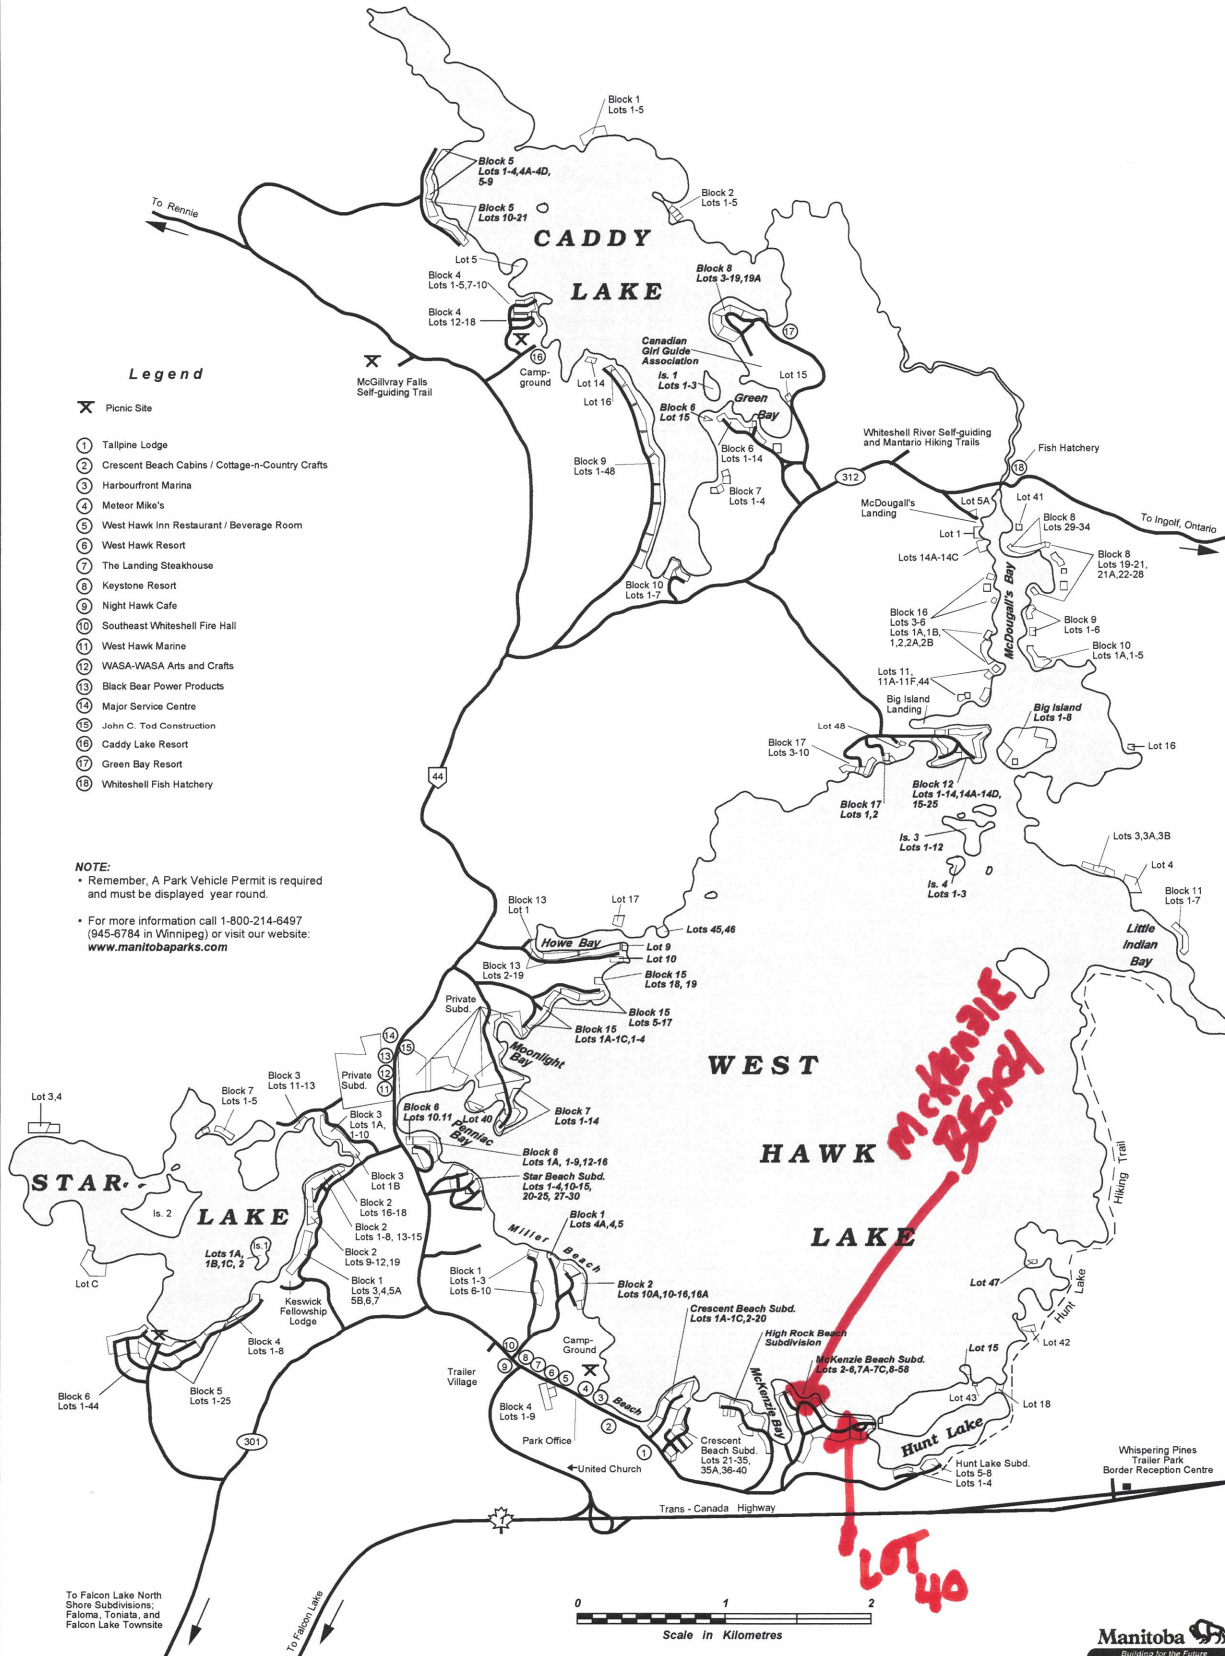 Block 1
Lots 1-5
Block 5
Lots 1-4,4A-4D,
5-9
Block 2
Lots 1-5
To Rennie
Block 5
Lots 10-21
CADDY
LAKE
Lot 5
Block 4
Lots 1-5,7-10
Block 4
Lots 12-18
Block 8
Lots 3-19,19A
17
16
Camp-
ground
Canadian
Girl Guide
Association
Is. 1
Lots 1-3
Lot 15
Lot 14
Lot 16
Green
Bay
Block 6
Lot 15
McGillvray Falls
Self-guiding Trail
Legend
Picnic Site
1 Tallpine Lodge
2 Crescent Beach Cabins / Cottage-n-Country Crafts
3 Harbourfront Marina
4 Meteor Mike's
5 West Hawk Inn Restaurant / Beverage Room
6 West Hawk Resort
7 The Landing Steakhouse
8 Keystone Resort
9 Night Hawk Cafe
10 Southeast Whiteshell Fire Hall
11 West Hawk Marine
12 WASA-WASA Arts and Crafts
13 Black Bear Power Products
14 Major Service Centre
15 John C. Tod Construction
16 Caddy Lake Resort
17 Green Bay Resort
18 Whiteshell Fish Hatchery
Block 9
Lots 1-48
Block 6
Lots 1-14
Block 7
Lots 1-4
312
Whiteshell River Self-guiding
and Mantario Hiking Trails
Fish Hatchery
18
McDougall's
Landing
Lot 5A
Lot 41
To Ingolf, Ontario
Lot 1
Block 8
Lots 29-34
Lots 14A-14C
Block 8
Lots 19-21,
21A,22-28
McDougall's Bay
Block 10
Lots 1-7
Block 16
Lots 3-6
Lots 1A,1B,
1,2,2A,2B
Block 9
Lots 1-6
Block 10
Lots 1A,1-5
Lots 11,
11A-11F,44
Big Island
Landing
Big Island
Lots 1-8
Lot 48
Block 17
Lots 3-10
Lot 16
44
Block 12
Lots 1-14,14A-14D,
15-25
Block 17
Lots 1,2
Is. 3
Lots 1-12
Lots 3,3A,3B
Lot 4
Is. 4
Lots 1-3
Block 11
Lots 1-7
NOTE:
• Remember, A Park Vehicle Permit is required
and must be displayed year round.
• For more information call 1-800-214-6497
(945-6784 in Winnipeg) or visit our website:
www.manitobaparks.com
Block 13
Lot 1
Lot 17
Lots 45,46
Howe Bay
Lot 9
Lot 10
Little
Indian
Bay
Block 13
Lots 2-19
Block 15
Lots 18, 19
Private
Subd.
Block 15
Lots 5-17
Block 15
Lots 1A-1C,1-4
Moonlight
Bay
14
15
13
12
11
Private
Subd.
WEST
HAWK
LAKE
McKENZIE
BEACH
Block 3
Lots 11-13
Block 7
Lots 1-5
Lot 3,4
Block 3
Lots 1A,
1-10
Block 6
Lots 10.11
Lot 40
Penniac
Bay
Block 7
Lots 1-14
Block 6
Lots 1A, 1-9,12-16
Star Beach Subd.
Lots 1-4,10-15,
20-25, 27-30
Hiking Trail
STAR
LAKE
Is. 2
Is.1
Lots 1A,
1B,1C, 2
Lot C
Block 3
Lot 1B
Block 2
Lots 16-18
Block 2
Lots 1-8, 13-15
Block 2
Lots 9-12,19
Block 1
Lots 3,4,5A
5B,6,7
Block 1
Lots 4A,4,5
Miller Beach
Block 1
Lots 1-3
Lots 6-10
Block 2
Lots 10A,10-16,16A
Lot 47
Hunt Lake
Keswick
Fellowship
Lodge
Crescent Beach Subd.
Lots 1A-1C,2-20
High Rock Beach
Subdivision
McKenzie Beach Subd.
Lots 2-6,7A-7C,8-58
Block 4
Lots 1-8
Camp-
Ground
Lot 42
Lot 15
10
9
8
7
6
5
4
3
2
1
Trailer
Village
Block 5
Lots 1-25
Block 6
Lots 1-44
Block 4
Lots 1-9
Beach
McKenzie Bay
Lot 43
Lot 18
Hunt Lake
Park Office
Crescent
Beach Subd.
Lots 21-35,
35A,36-40
United Church
301
Hunt Lake Subd.
Lots 5-8
Lots 1-4
Whispering Pines
Trailer Park
Border Reception Centre
Trans - Canada Highway
1
LOT
40
To Falcon Lake North
Shore Subdivisions;
Faloma, Toniata, and
Falcon Lake Townsite
To Falcon Lake
0 1 2
Scale in Kilometres
Manitoba
Building for the Future